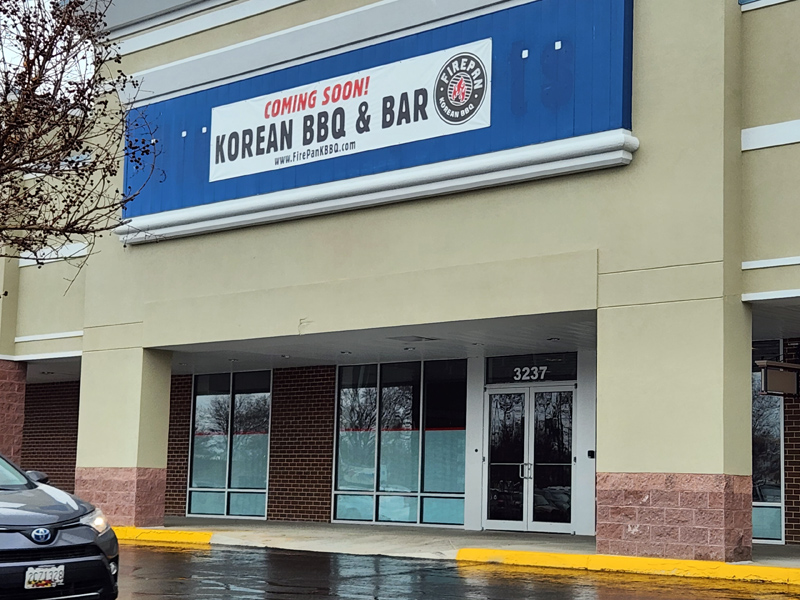 COMING SOON!
KOREAN BBQ & BAR
www.FirePanKBBQ.com
FIREPAN
KOREAN BBQ
3237